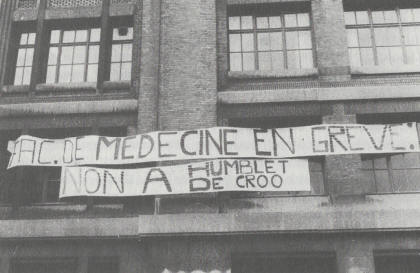 FAC. DE MEDECINE EN GREVE!
NON A HUMBLET
DE CROO